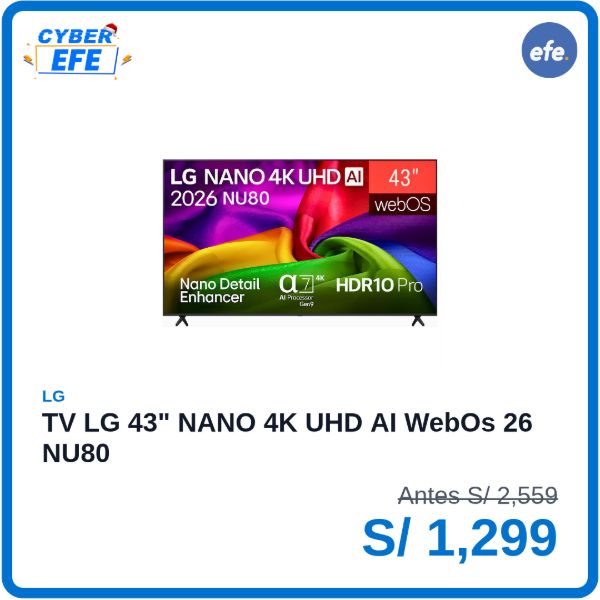 CYBER
EFE
efe.
LG NANO 4K UHD AI
43"
2026 NU80
webOS
Nano Detail
Enhancer
α7 4K
AI Processor
Gen9
HDR10 Pro
LG
TV LG 43" NANO 4K UHD AI WebOs 26
NU80
Antes S/ 2,559
S/ 1,299